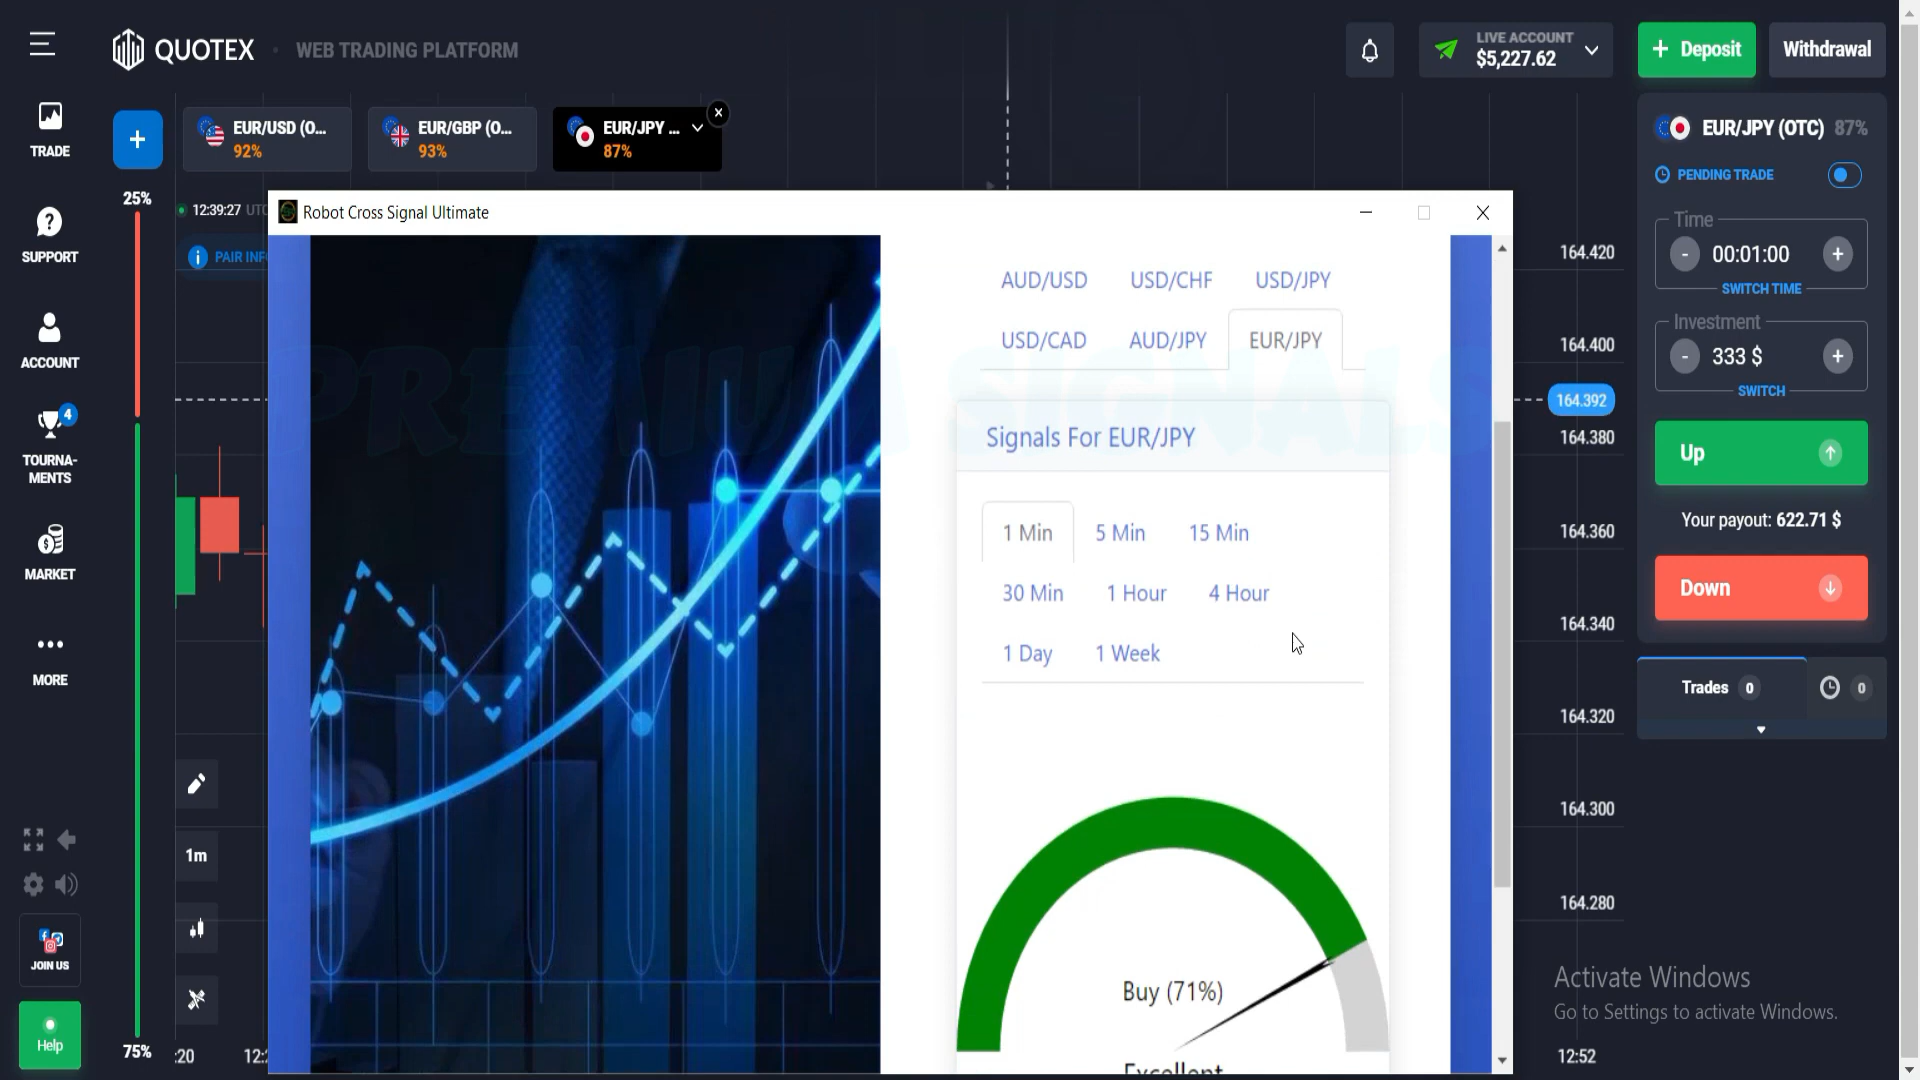 QUOTEX
WEB TRADING PLATFORM
LIVE ACCOUNT
$5,227.62
+ Deposit
Withdrawal
TRADE
SUPPORT
ACCOUNT
4
TOURNA-
MENTS
MARKET
MORE
JOIN US
Help
+
EUR/USD (O...
92%
EUR/GBP (O...
93%
EUR/JPY ...
87%
25%
75%
12:39:27 UTC
PAIR INF
1m
:20
12:2
Robot Cross Signal Ultimate
PREMIUM SIGNALS
AUD/USD
USD/CHF
USD/JPY
USD/CAD
AUD/JPY
EUR/JPY
Signals For EUR/JPY
1 Min
5 Min
15 Min
30 Min
1 Hour
4 Hour
1 Day
1 Week
Buy (71%)
Excellent
164.420
164.400
164.392
164.380
164.360
164.340
164.320
164.300
164.280
12:52
EUR/JPY (OTC) 87%
PENDING TRADE
Time
- 00:01:00 +
SWITCH TIME
Investment
- 333 $ +
SWITCH
Up
Your payout: 622.71 $
Down
Trades 0
0
Activate Windows
Go to Settings to activate Windows.